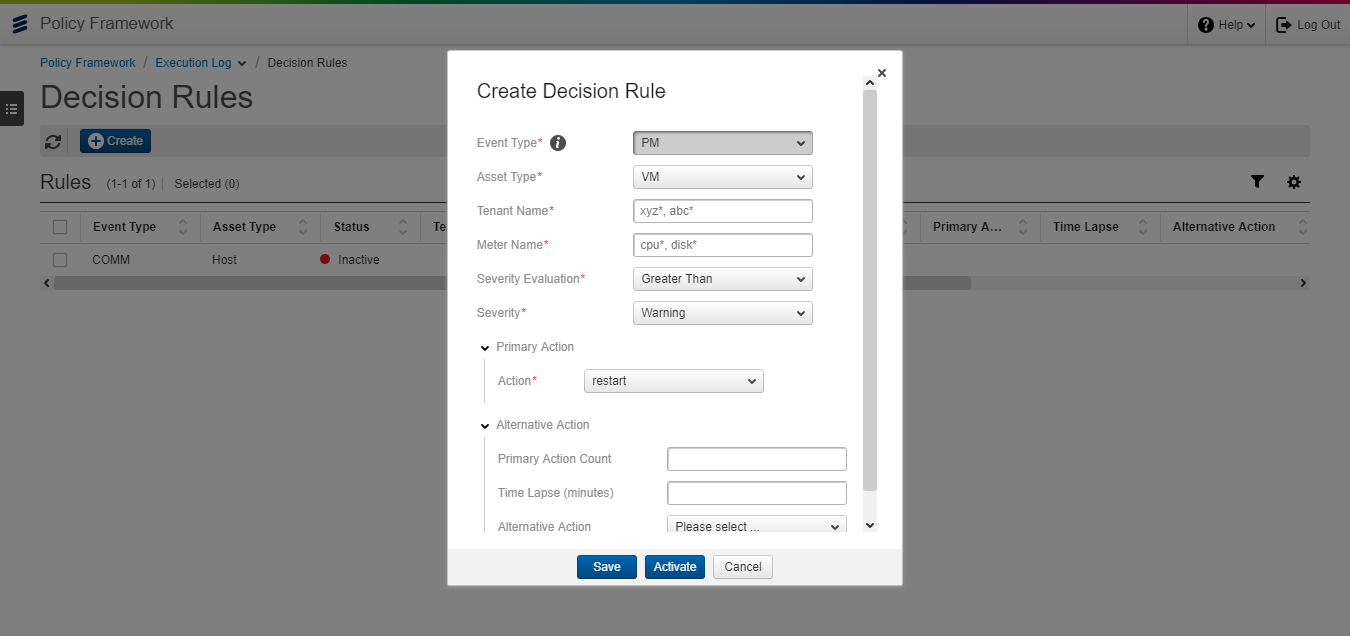 Policy Framework
Help
Log Out
Policy Framework / Execution Log / Decision Rules
Decision Rules
Create
Rules (1-1 of 1) Selected (0)
Event Type Asset Type Status Te Primary A... Time Lapse Alternative Action
COMM Host Inactive
Create Decision Rule
Event Type* PM
Asset Type* VM
Tenant Name* xyz*, abc*
Meter Name* cpu*, disk*
Severity Evaluation* Greater Than
Severity* Warning
Primary Action
Action* restart
Alternative Action
Primary Action Count
Time Lapse (minutes)
Alternative Action Please select ...
Save Activate Cancel